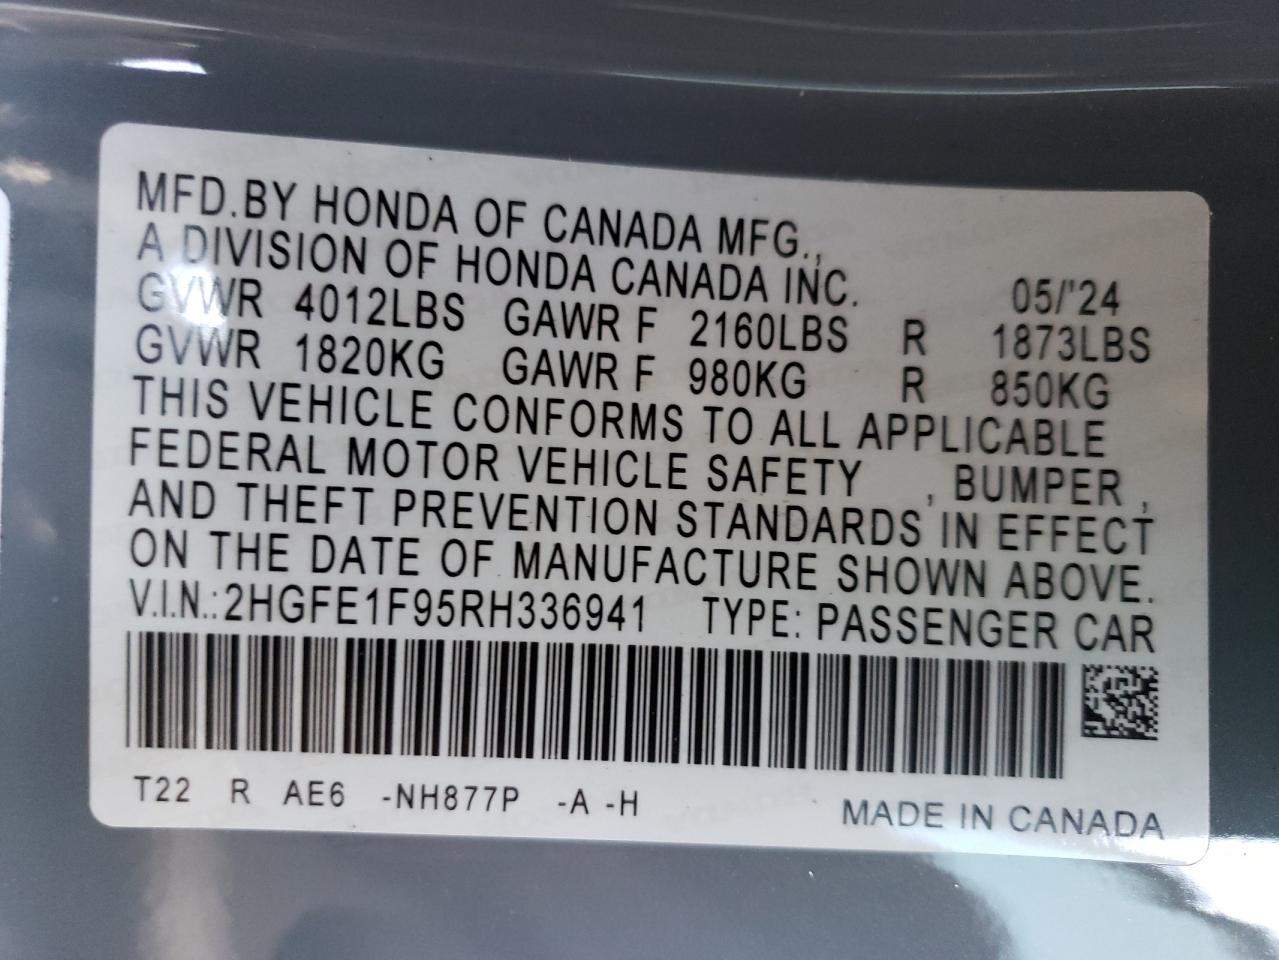 MFD.BY HONDA OF CANADA MFG.,
A DIVISION OF HONDA CANADA INC. 05/'24
GVWR 4012LBS GAWR F 2160LBS R 1873LBS
GVWR 1820KG GAWR F 980KG R 850KG
THIS VEHICLE CONFORMS TO ALL APPLICABLE
FEDERAL MOTOR VEHICLE SAFETY , BUMPER ,
AND THEFT PREVENTION STANDARDS IN EFFECT
ON THE DATE OF MANUFACTURE SHOWN ABOVE.
V.I.N.:2HGFE1F95RH336941 TYPE: PASSENGER CAR
T22 R AE6 -NH877P -A -H
MADE IN CANADA